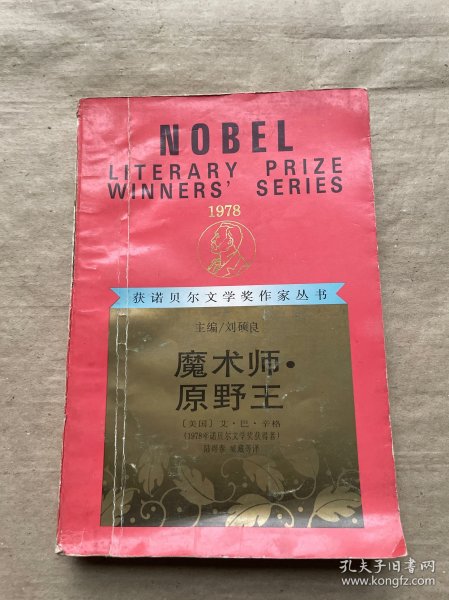 NOBEL
LITERARY PRIZE
WINNERS' SERIES
1978
获诺贝尔文学奖作家丛书
主编/刘硕良
魔术师·
原野王
〔美国〕艾·巴·辛格
(1978年诺贝尔文学奖获得者)
等译
孔夫子旧书网
www.kongfz.com